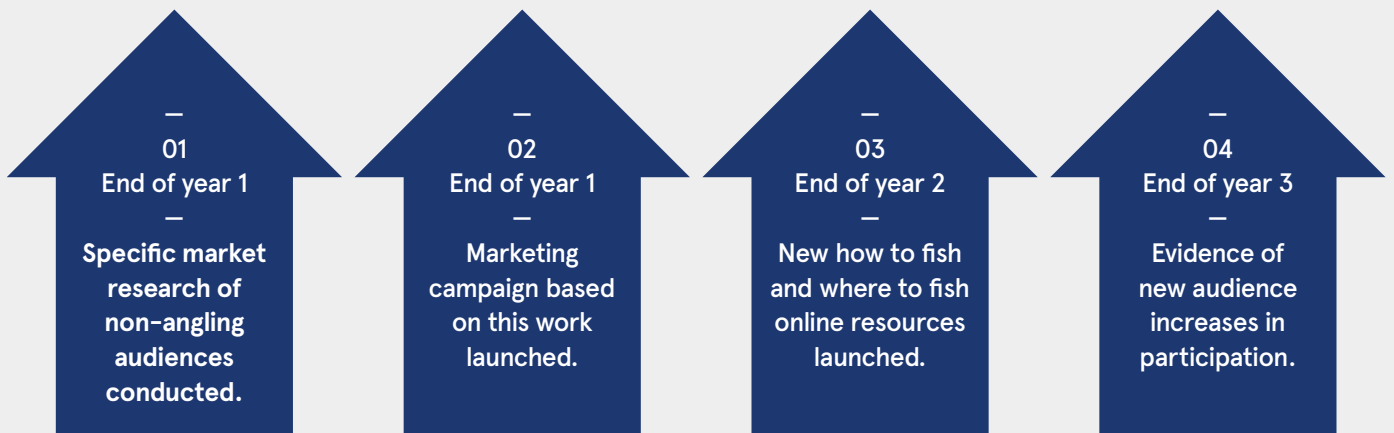 —
01
End of year 1
—
Specific market
research of
non-angling
audiences
conducted.
—
02
End of year 1
—
Marketing
campaign based
on this work
launched.
—
03
End of year 2
—
New how to fish
and where to fish
online resources
launched.
—
04
End of year 3
—
Evidence of
new audience
increases in
participation.